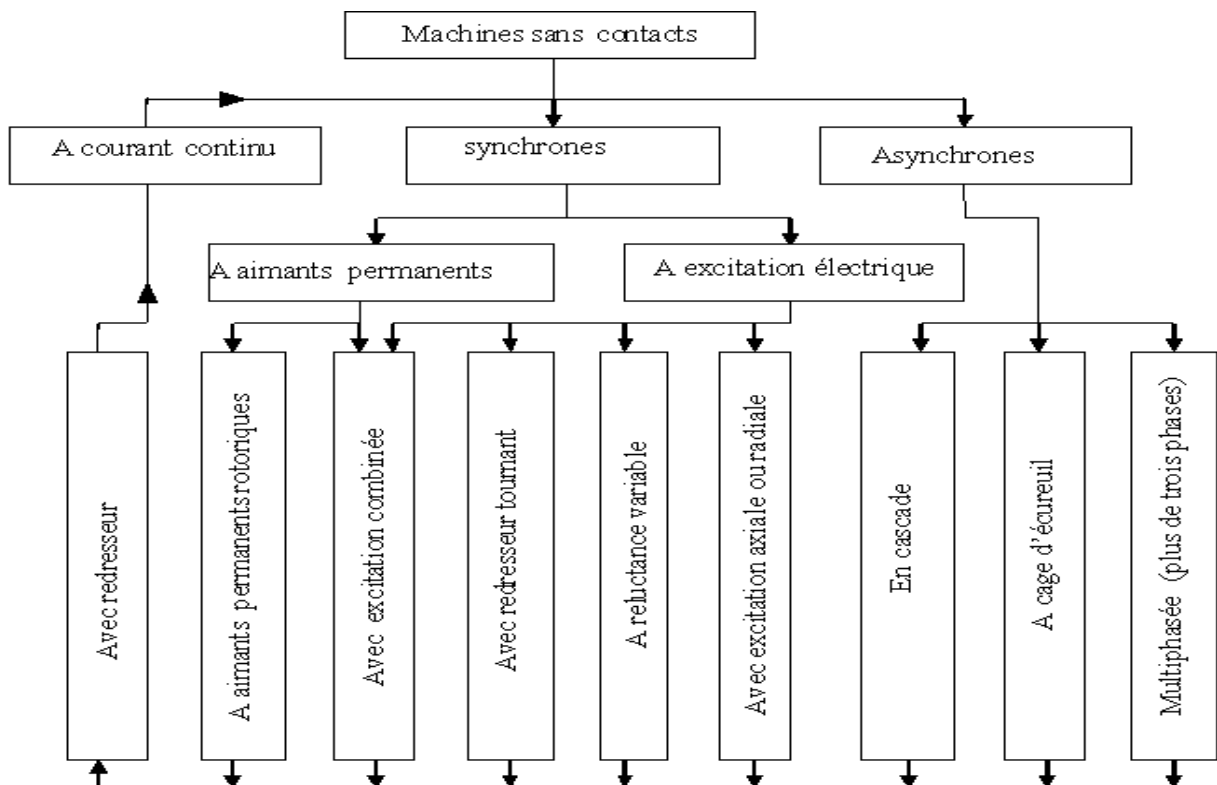 Machines sans contacts
A courant continu
synchrones
Asynchrones
A aimants permanents
A excitation électrique
Avec redresseur
A aimants permanents rotoriques
Avec excitation combinée
Avec redresseur tournant
A reluctance variable
Avec excitation axiale ou radiale
En cascade
A cage d'écureuil
Multiphasée (plus de trois phases)